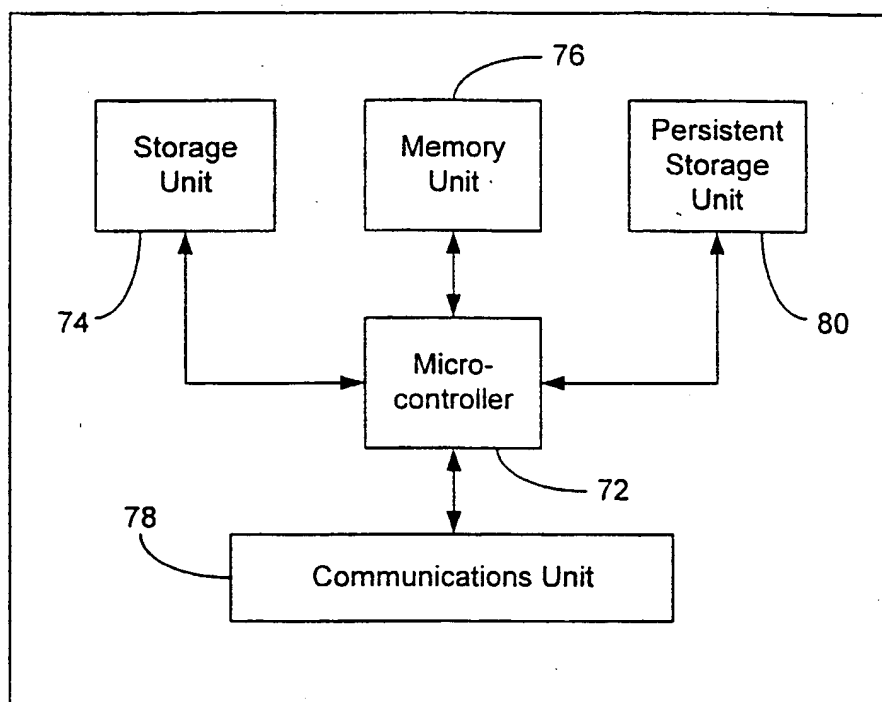 76
Storage
Unit
Memory
Unit
Persistent
Storage
Unit
74
80
Micro-
controller
72
78
Communications Unit